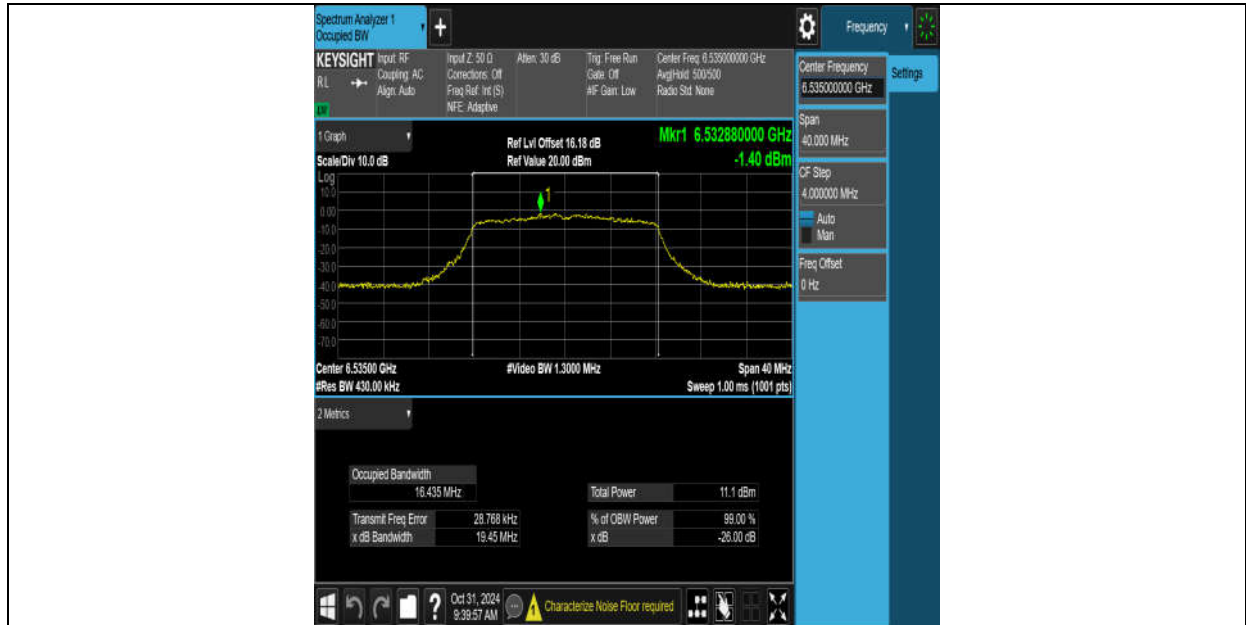 Spectrum Analyzer 1
Occupied BW
+
Frequency
KEYSIGHT
R L
Input: RF
Coupling: AC
Align: Auto
Input Z: 50 Ω
Corrections: Off
Freq Ref: Int (S)
NFE: Adaptive
Atten: 30 dB
Trig: Free Run
Gate: Off
#IF Gain: Low
Center Freq: 6.535000000 GHz
Avg|Hold: 500/500
Radio Std: None
Center Frequency
6.535000000 GHz
Settings
Span
40.000 MHz
CF Step
4.000000 MHz
Auto
Man
Freq Offset
0 Hz
1 Graph
Scale/Div 10.0 dB
Ref Lvl Offset 16.18 dB
Ref Value 20.00 dBm
Mkr1 6.532880000 GHz
-1.40 dBm
Log
10.0
0.00
-10.0
-20.0
-30.0
-40.0
-50.0
-60.0
-70.0
1
Center 6.53500 GHz
#Res BW 430.00 kHz
#Video BW 1.3000 MHz
Span 40 MHz
Sweep 1.00 ms (1001 pts)
2 Metrics
Occupied Bandwidth
16.435 MHz
Total Power 11.1 dBm
Transmit Freq Error 28.768 kHz
% of OBW Power 99.00 %
x dB Bandwidth 19.45 MHz
x dB -26.00 dB
?
Oct 31, 2024
9:39:57 AM
Characterize Noise Floor required